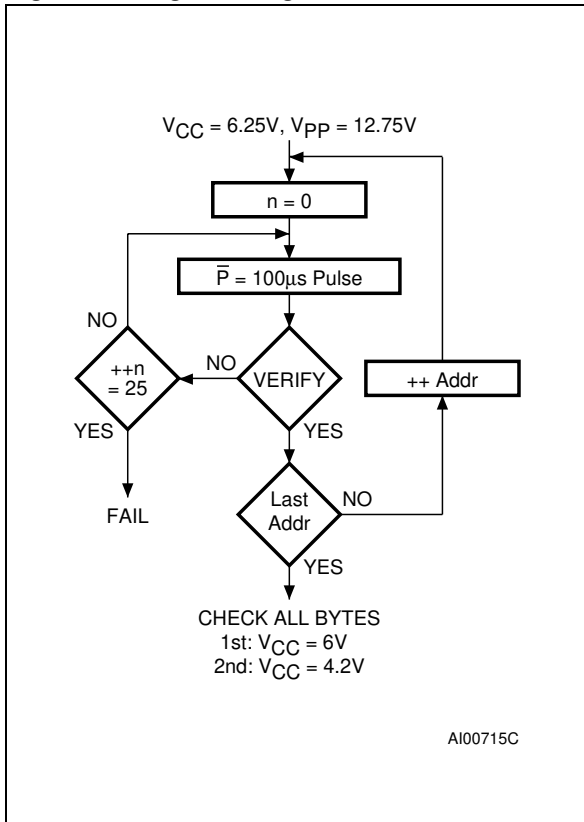 VCC = 6.25V, VPP = 12.75V
n = 0
P̅ = 100µs Pulse
NO
++n
= 25
NO
VERIFY
++ Addr
YES
YES
FAIL
Last
Addr
NO
YES
CHECK ALL BYTES
1st: VCC = 6V
2nd: VCC = 4.2V
AI00715C